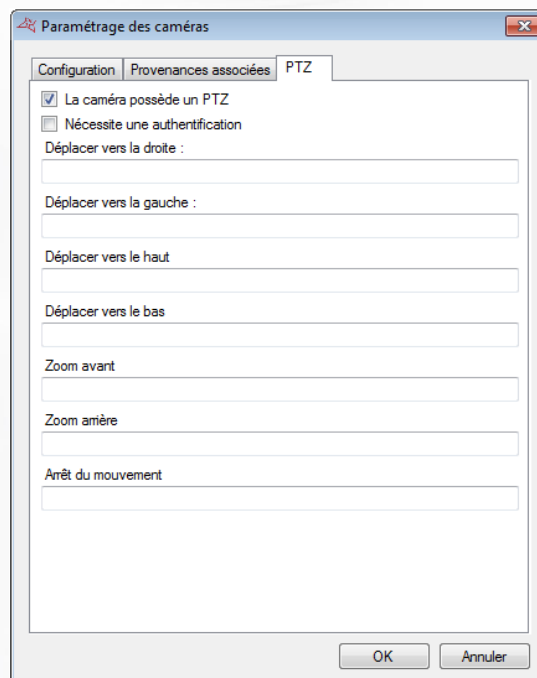 Paramétrage des caméras
Configuration Provenances associées PTZ
La caméra possède un PTZ
Nécessite une authentification
Déplacer vers la droite :
Déplacer vers la gauche :
Déplacer vers le haut
Déplacer vers le bas
Zoom avant
Zoom arrière
Arrêt du mouvement
OK Annuler